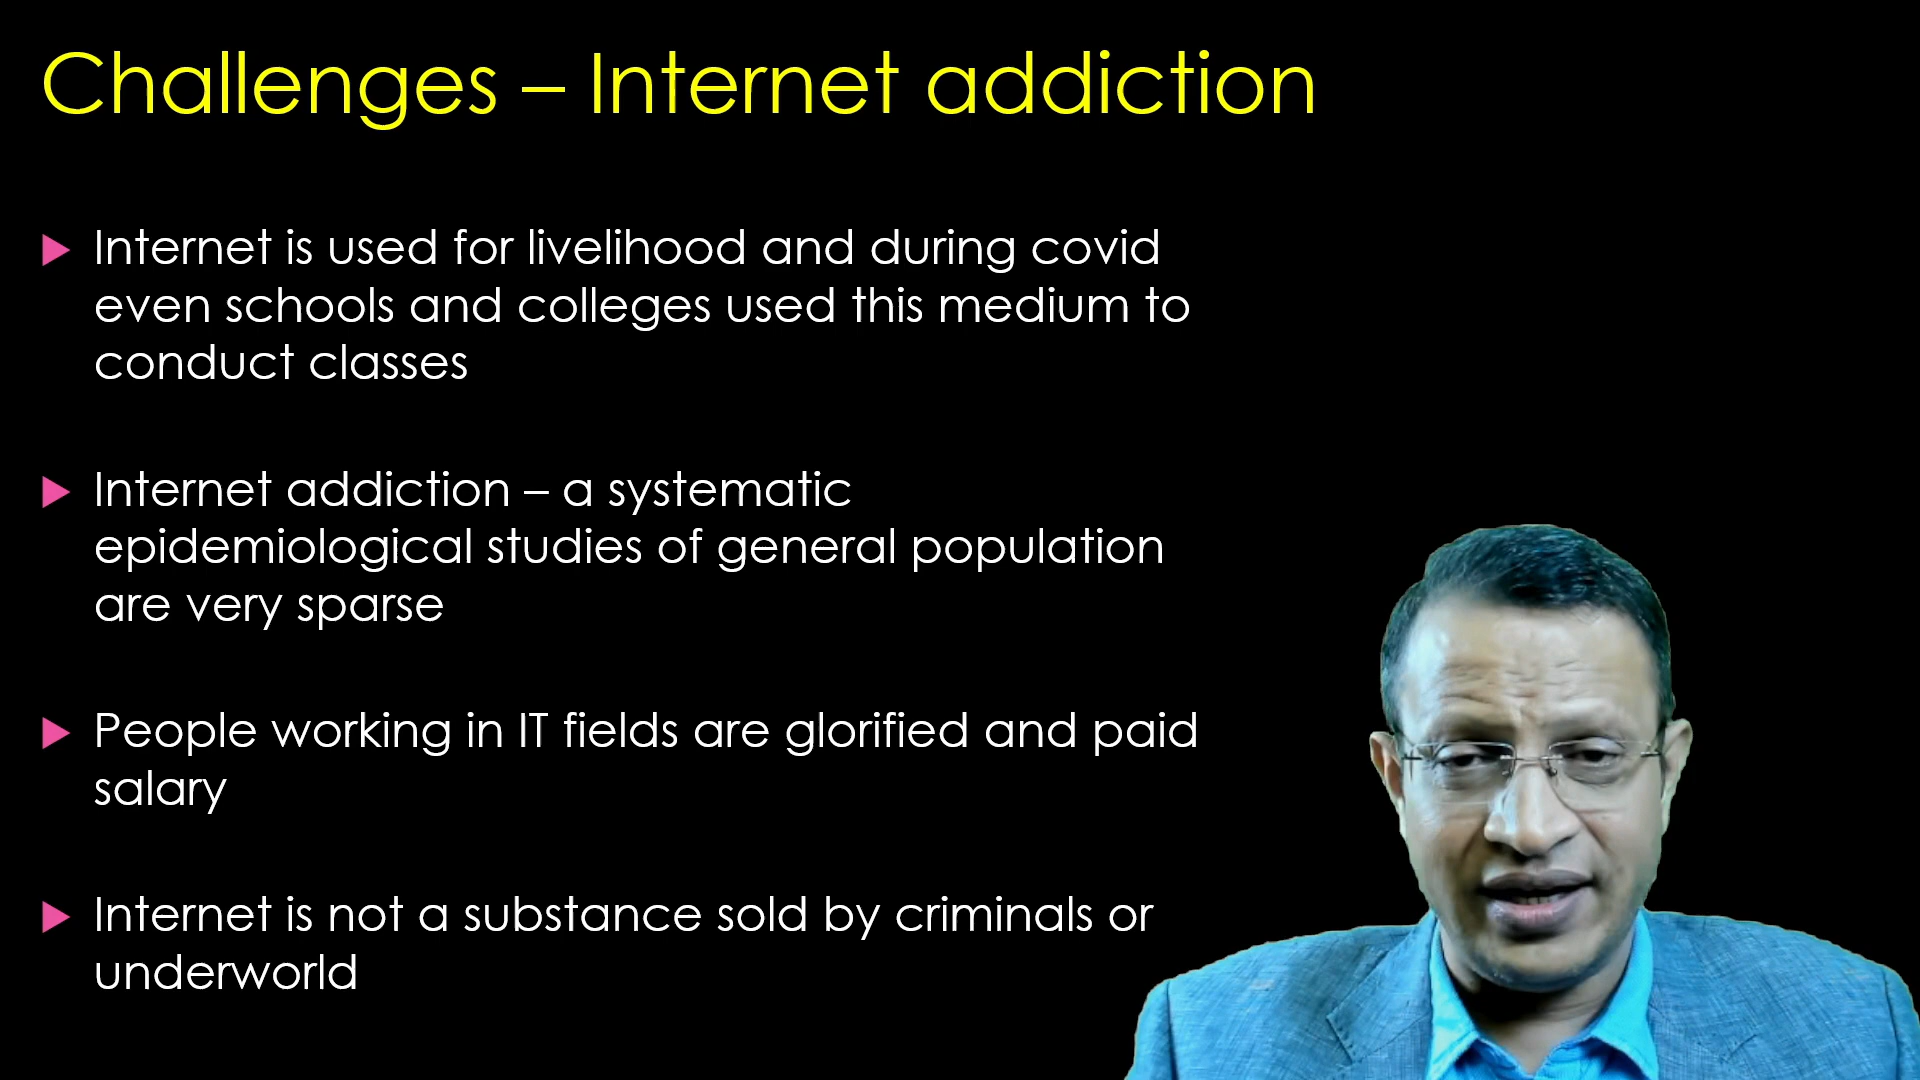 Challenges – Internet addiction
Internet is used for livelihood and during covid
even schools and colleges used this medium to
conduct classes
Internet addiction – a systematic
epidemiological studies of general population
are very sparse
People working in IT fields are glorified and paid
salary
Internet is not a substance sold by criminals or
underworld